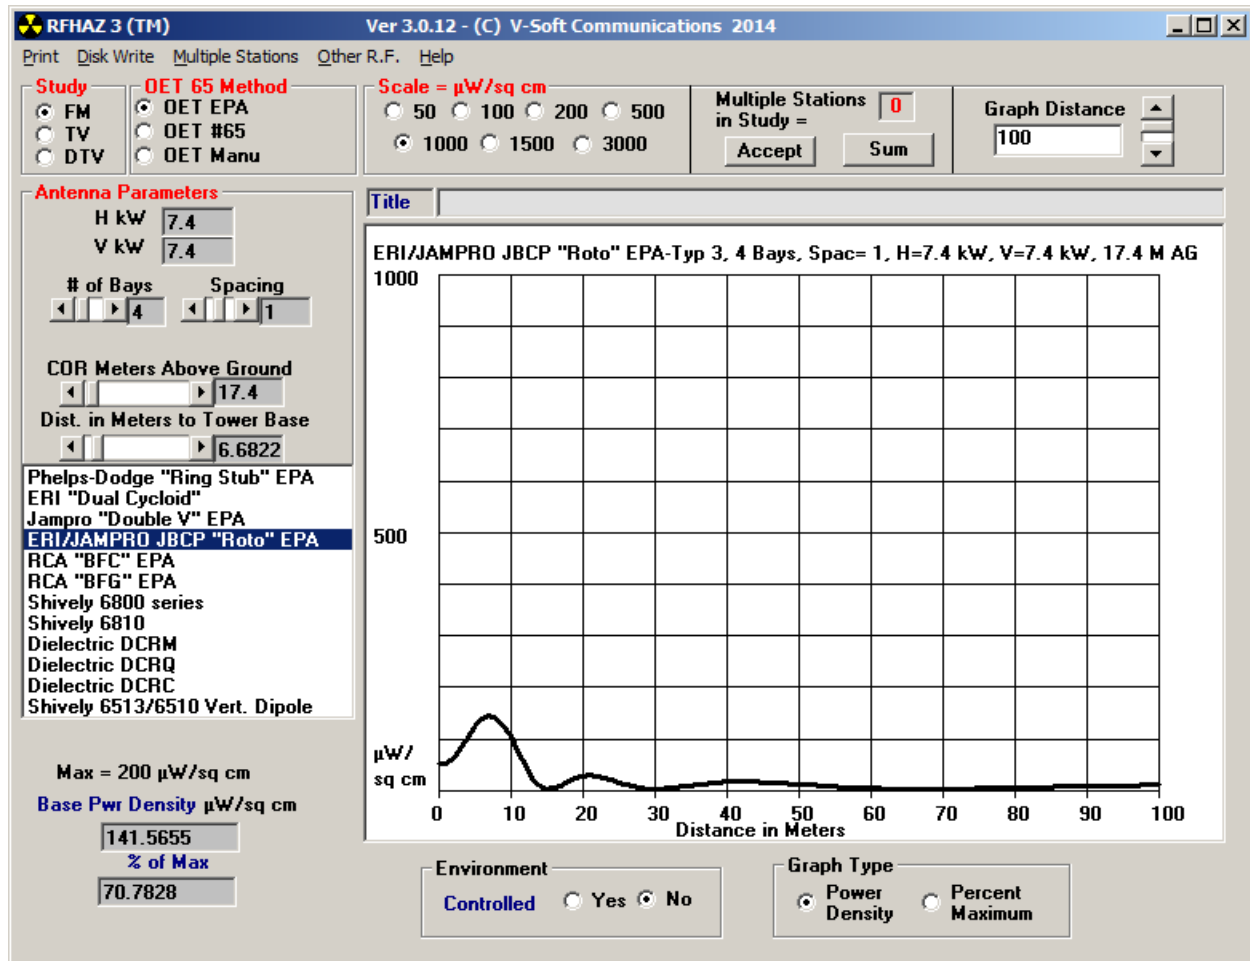 RFHAZ 3 (TM) Ver 3.0.12 - (C) V-Soft Communications 2014
Print Disk Write Multiple Stations Other R.F. Help
Study
FM
TV
DTV
OET 65 Method
OET EPA
OET #65
OET Manu
Scale = µW/sq cm
50 100 200 500
1000 1500 3000
Multiple Stations 0
in Study =
Accept Sum
Graph Distance
100
Antenna Parameters
H kW 7.4
V kW 7.4
# of Bays Spacing
4 1
COR Meters Above Ground
17.4
Dist. in Meters to Tower Base
6.6822
Phelps-Dodge "Ring Stub" EPA
ERI "Dual Cycloid"
Jampro "Double V" EPA
ERI/JAMPRO JBCP "Roto" EPA
RCA "BFC" EPA
RCA "BFG" EPA
Shively 6800 series
Shively 6810
Dielectric DCRM
Dielectric DCRQ
Dielectric DCRC
Shively 6513/6510 Vert. Dipole
Max = 200 µW/sq cm
Base Pwr Density µW/sq cm
141.5655
% of Max
70.7828
Title
ERI/JAMPRO JBCP "Roto" EPA-Typ 3, 4 Bays, Spac= 1, H=7.4 kW, V=7.4 kW, 17.4 M AG
1000
500
µW/
sq cm
0 10 20 30 40 50 60 70 80 90 100
Distance in Meters
Environment
Controlled Yes No
Graph Type
Power Density
Percent Maximum